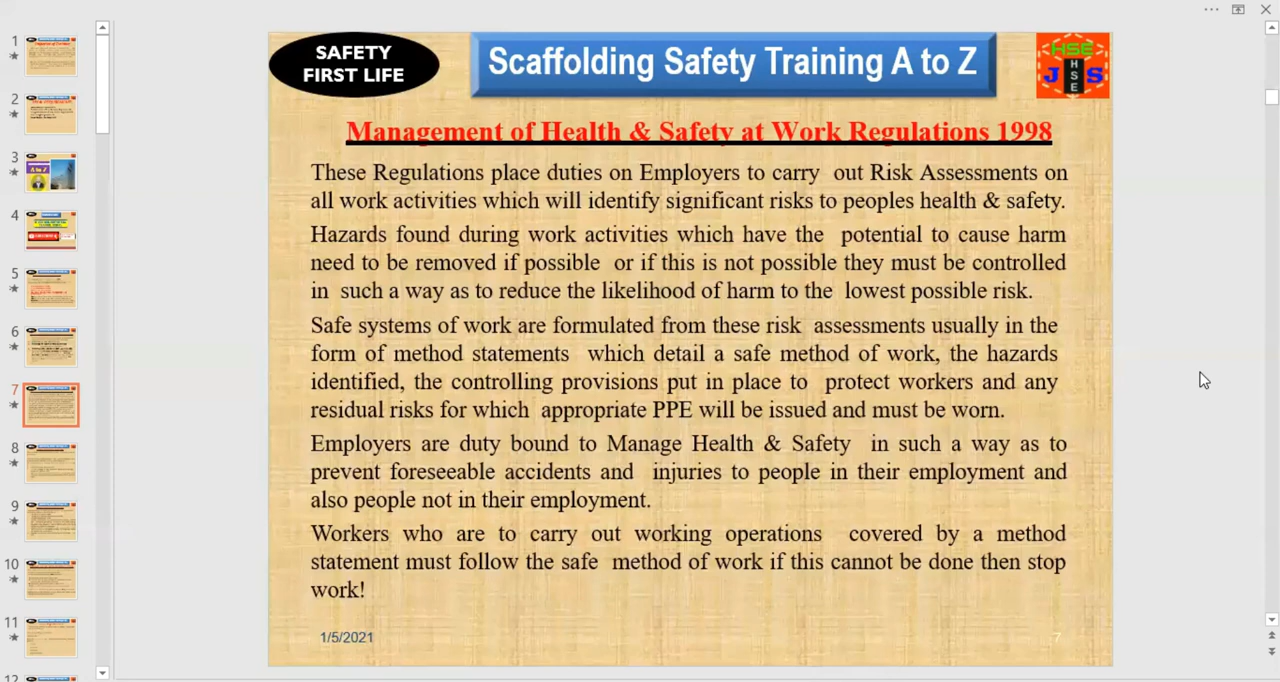 SAFETY
FIRST LIFE
Scaffolding Safety Training A to Z
HSE
J HSE S
Management of Health & Safety at Work Regulations 1998
These Regulations place duties on Employers to carry out Risk Assessments on
all work activities which will identify significant risks to peoples health & safety.
Hazards found during work activities which have the potential to cause harm
need to be removed if possible or if this is not possible they must be controlled
in such a way as to reduce the likelihood of harm to the lowest possible risk.
Safe systems of work are formulated from these risk assessments usually in the
form of method statements which detail a safe method of work, the hazards
identified, the controlling provisions put in place to protect workers and any
residual risks for which appropriate PPE will be issued and must be worn.
Employers are duty bound to Manage Health & Safety in such a way as to
prevent foreseeable accidents and injuries to people in their employment and
also people not in their employment.
Workers who are to carry out working operations covered by a method
statement must follow the safe method of work if this cannot be done then stop
work!
1/5/2021
7
1
2
3
A to Z
4
5
6
7
8
9
10
11
12